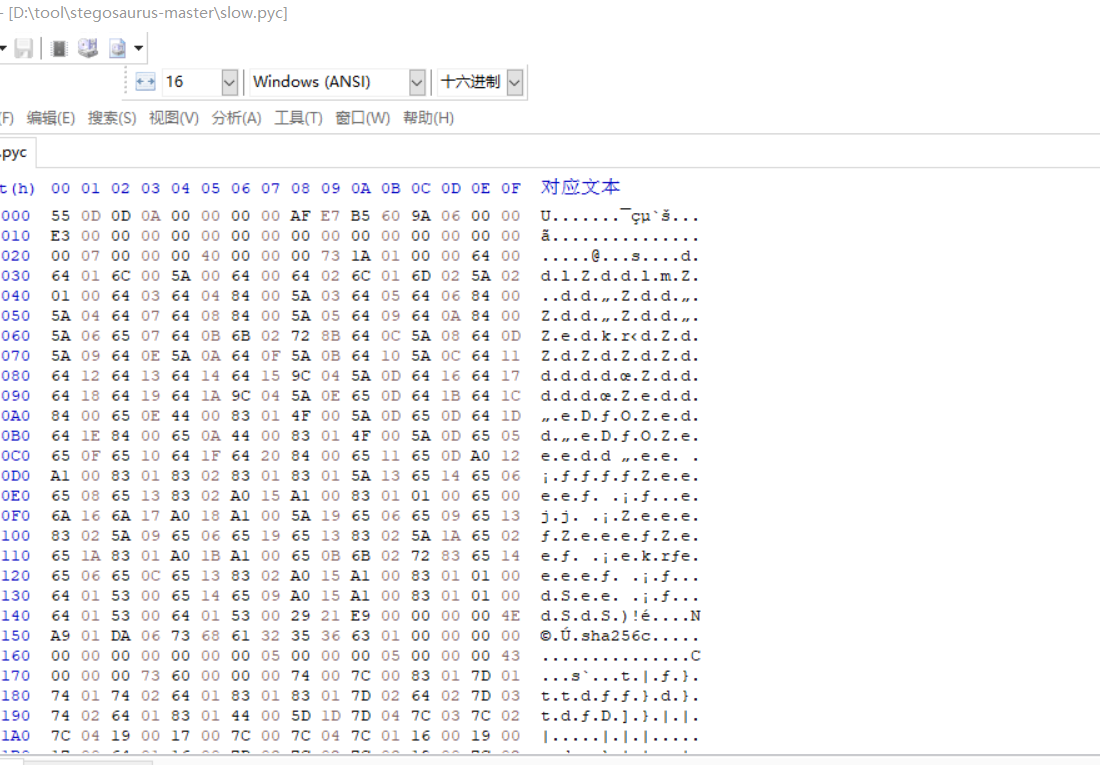 - [D:\tool\stegosaurus-master\slow.pyc]
16 Windows (ANSI) 十六进制
(F) 编辑(E) 搜索(S) 视图(V) 分析(A) 工具(T) 窗口(W) 帮助(H)
.pyc
t(h) 00 01 02 03 04 05 06 07 08 09 0A 0B 0C 0D 0E 0F 对应文本
000 55 0D 0D 0A 00 00 00 00 AF E7 B5 60 9A 06 00 00 U.......¯çµ`š...
010 E3 00 00 00 00 00 00 00 00 00 00 00 00 00 00 00 ã...............
020 00 07 00 00 00 40 00 00 00 73 1A 01 00 00 64 00 .....@...s....d.
030 64 01 6C 00 5A 00 64 00 64 02 6C 01 6D 02 5A 02 d.l.Z.d.d.l.m.Z.
040 01 00 64 03 64 04 84 00 5A 03 64 05 64 06 84 00 ..d.d.„.Z.d.d.„.
050 5A 04 64 07 64 08 84 00 5A 05 64 09 64 0A 84 00 Z.d.d.„.Z.d.d.„.
060 5A 06 65 07 64 0B 6B 02 72 8B 64 0C 5A 08 64 0D Z.e.d.k.r‹d.Z.d.
070 5A 09 64 0E 5A 0A 64 0F 5A 0B 64 10 5A 0C 64 11 Z.d.Z.d.Z.d.Z.d.
080 64 12 64 13 64 14 64 15 9C 04 5A 0D 64 16 64 17 d.d.d.d.œ.Z.d.d.
090 64 18 64 19 64 1A 9C 04 5A 0E 65 0D 64 1B 64 1C d.d.d.œ.Z.e.d.d.
0A0 84 00 65 0E 44 00 83 01 4F 00 5A 0D 65 0D 64 1D „.e.D.ƒ.O.Z.e.d.
0B0 64 1E 84 00 65 0A 44 00 83 01 4F 00 5A 0D 65 05 d.„.e.D.ƒ.O.Z.e.
0C0 65 0F 65 10 64 1F 64 20 84 00 65 11 65 0D A0 12 e.e.d.d „.e.e. .
0D0 A1 00 83 01 83 02 83 01 83 01 5A 13 65 14 65 06 ¡.ƒ.ƒ.ƒ.ƒ.Z.e.e.
0E0 65 08 65 13 83 02 A0 15 A1 00 83 01 01 00 65 00 e.e.ƒ. .¡.ƒ...e.
0F0 6A 16 6A 17 A0 18 A1 00 5A 19 65 06 65 09 65 13 j.j. .¡.Z.e.e.e.
100 83 02 5A 09 65 06 65 19 65 13 83 02 5A 1A 65 02 ƒ.Z.e.e.e.ƒ.Z.e.
110 65 1A 83 01 A0 1B A1 00 65 0B 6B 02 72 83 65 14 e.ƒ. .¡.e.k.rƒe.
120 65 06 65 0C 65 13 83 02 A0 15 A1 00 83 01 01 00 e.e.e.ƒ. .¡.ƒ...
130 64 01 53 00 65 14 65 09 A0 15 A1 00 83 01 01 00 d.S.e.e. .¡.ƒ...
140 64 01 53 00 64 01 53 00 29 21 E9 00 00 00 00 4E d.S.d.S.)!é....N
150 A9 01 DA 06 73 68 61 32 35 36 63 01 00 00 00 00 ©.Ú.sha256c.....
160 00 00 00 00 00 00 00 05 00 00 00 05 00 00 00 43 ...............C
170 00 00 00 73 60 00 00 00 74 00 7C 00 83 01 7D 01 ...s`...t.|.ƒ.}.
180 74 01 74 02 64 01 83 01 83 01 7D 02 64 02 7D 03 t.t.d.ƒ.ƒ.}.d.}.
190 74 02 64 01 83 01 44 00 5D 1D 7D 04 7C 03 7C 02 t.d.ƒ.D.].}.|.|.
1A0 7C 04 19 00 17 00 7C 00 7C 04 7C 01 16 00 19 00 |.....|.|.|.....